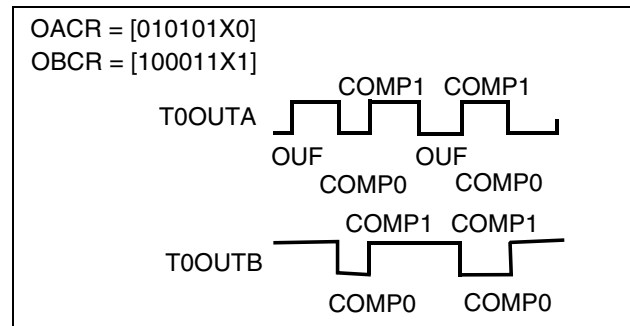 OACR = [010101X0]
OBCR = [100011X1]
COMP1 COMP1
T0OUTA
OUF OUF
COMP0 COMP0
COMP1 COMP1
T0OUTB
COMP0 COMP0